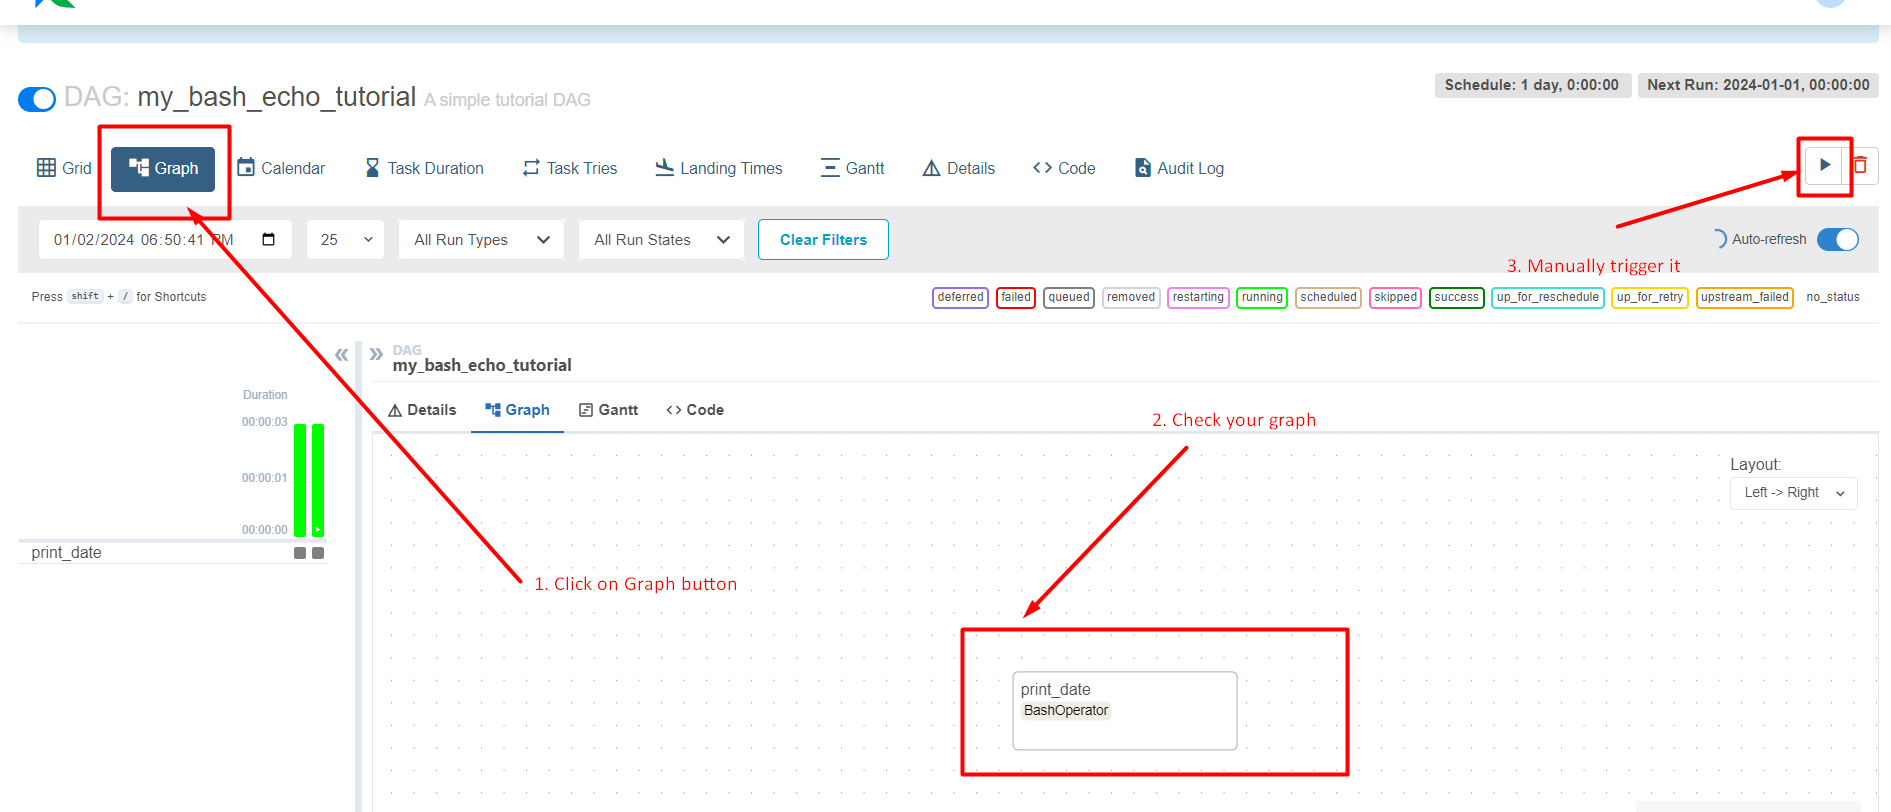 DAG: my_bash_echo_tutorial A simple tutorial DAG
Schedule: 1 day, 0:00:00 Next Run: 2024-01-01, 00:00:00
Grid Graph Calendar Task Duration Task Tries Landing Times Gantt Details Code Audit Log
01/02/2024 06:50:41 PM 25 All Run Types All Run States Clear Filters
Auto-refresh
3. Manually trigger it
Press shift + / for Shortcuts
deferred failed queued removed restarting running scheduled skipped success up_for_reschedule up_for_retry upstream_failed no_status
DAG
my_bash_echo_tutorial
Duration
00:00:03
00:00:01
00:00:00
print_date
Details Graph Gantt Code
2. Check your graph
Layout:
Left -> Right
1. Click on Graph button
print_date
BashOperator